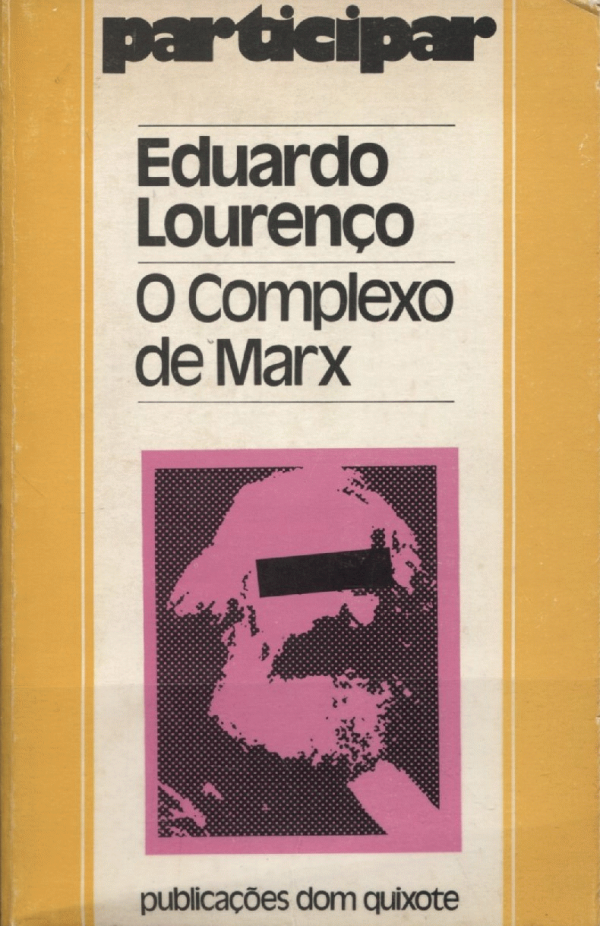 participar
Eduardo
Lourenço
O Complexo
de Marx
publicações dom quixote